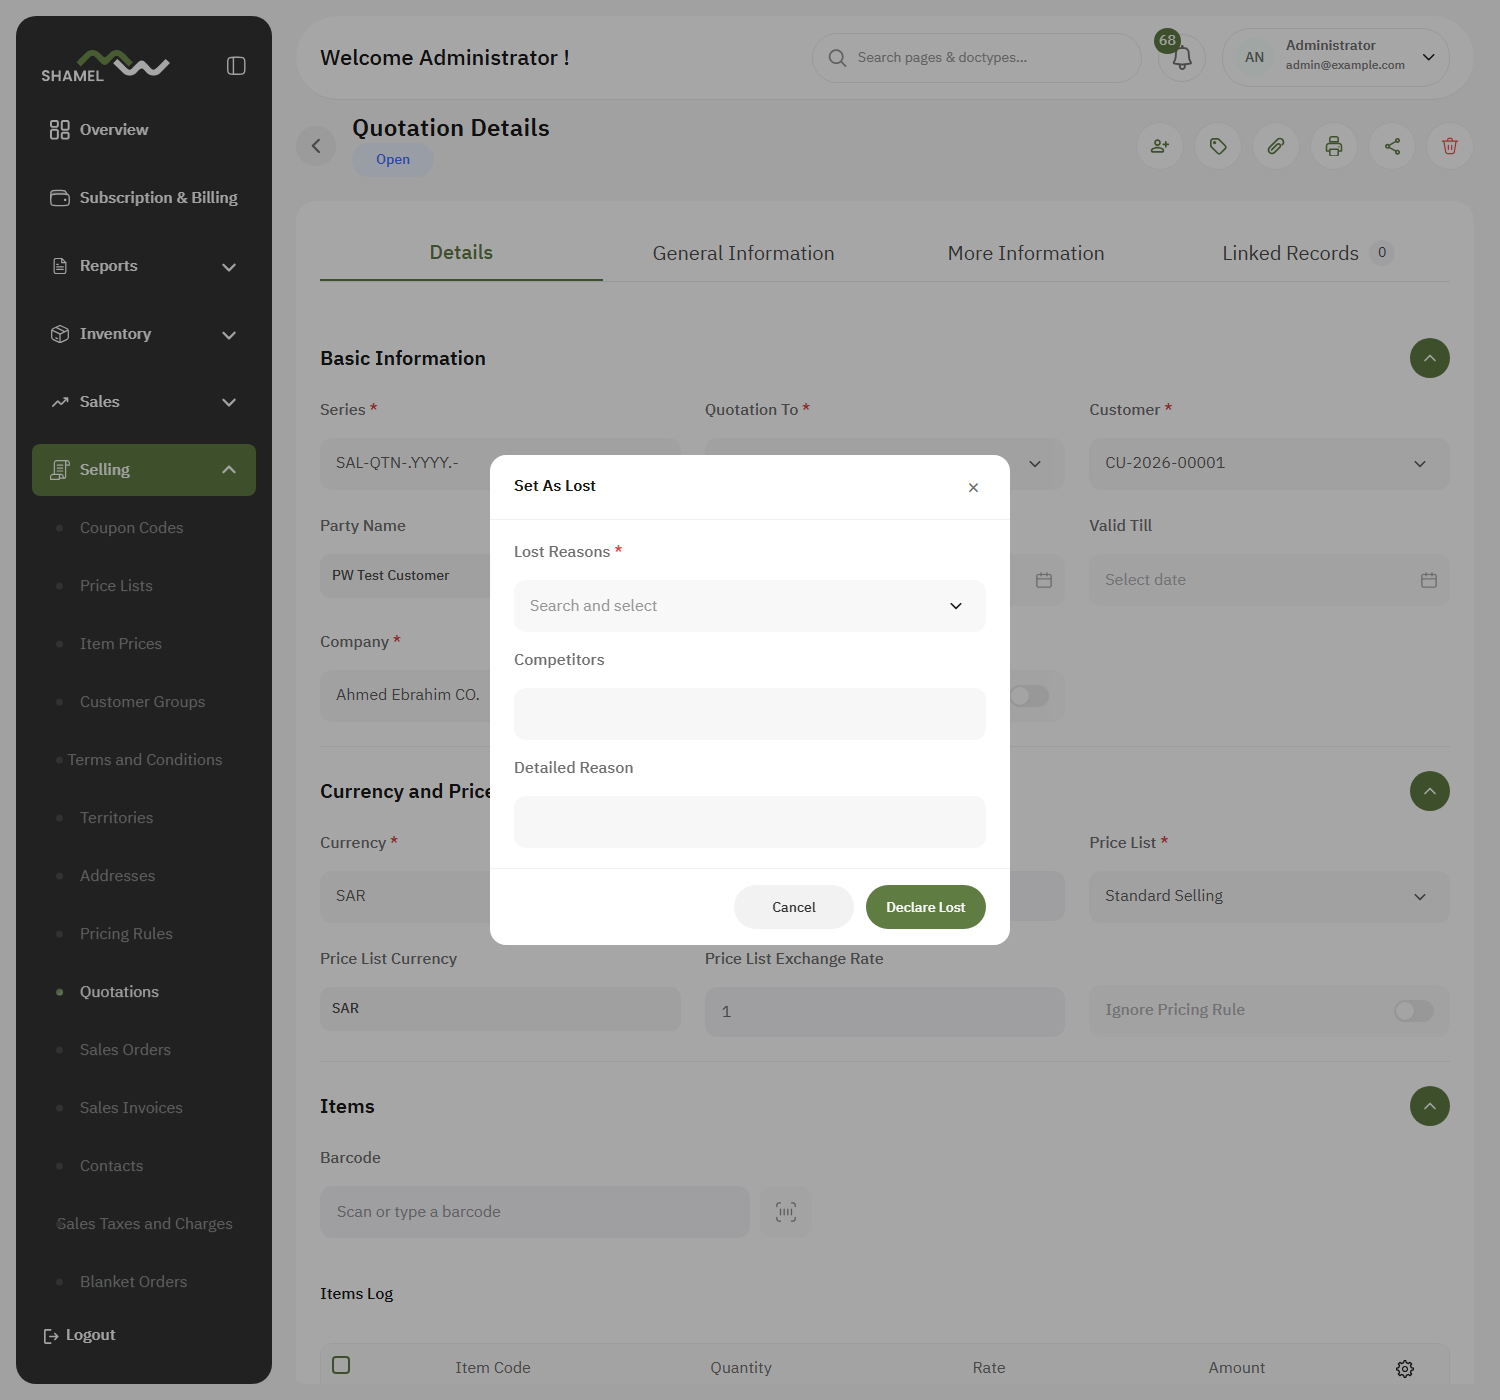 SHAMEL
Overview
Subscription & Billing
Reports
Inventory
Sales
Selling
Coupon Codes
Price Lists
Item Prices
Customer Groups
Terms and Conditions
Territories
Addresses
Pricing Rules
Quotations
Sales Orders
Sales Invoices
Contacts
Sales Taxes and Charges
Blanket Orders
Logout
Welcome Administrator !
Search pages & doctypes...
68
AN
Administrator
admin@example.com
Quotation Details
Open
Details
General Information
More Information
Linked Records 0
Basic Information
Series *
Quotation To *
Customer *
SAL-QTN-.YYYY.-
CU-2026-00001
Party Name
Valid Till
PW Test Customer
Select date
Company *
Ahmed Ebrahim CO.
Set As Lost
Lost Reasons *
Search and select
Competitors
Detailed Reason
Cancel
Declare Lost
Currency and Price
Currency *
Price List *
SAR
Standard Selling
Price List Currency
Price List Exchange Rate
SAR
1
Ignore Pricing Rule
Items
Barcode
Scan or type a barcode
Items Log
Item Code
Quantity
Rate
Amount